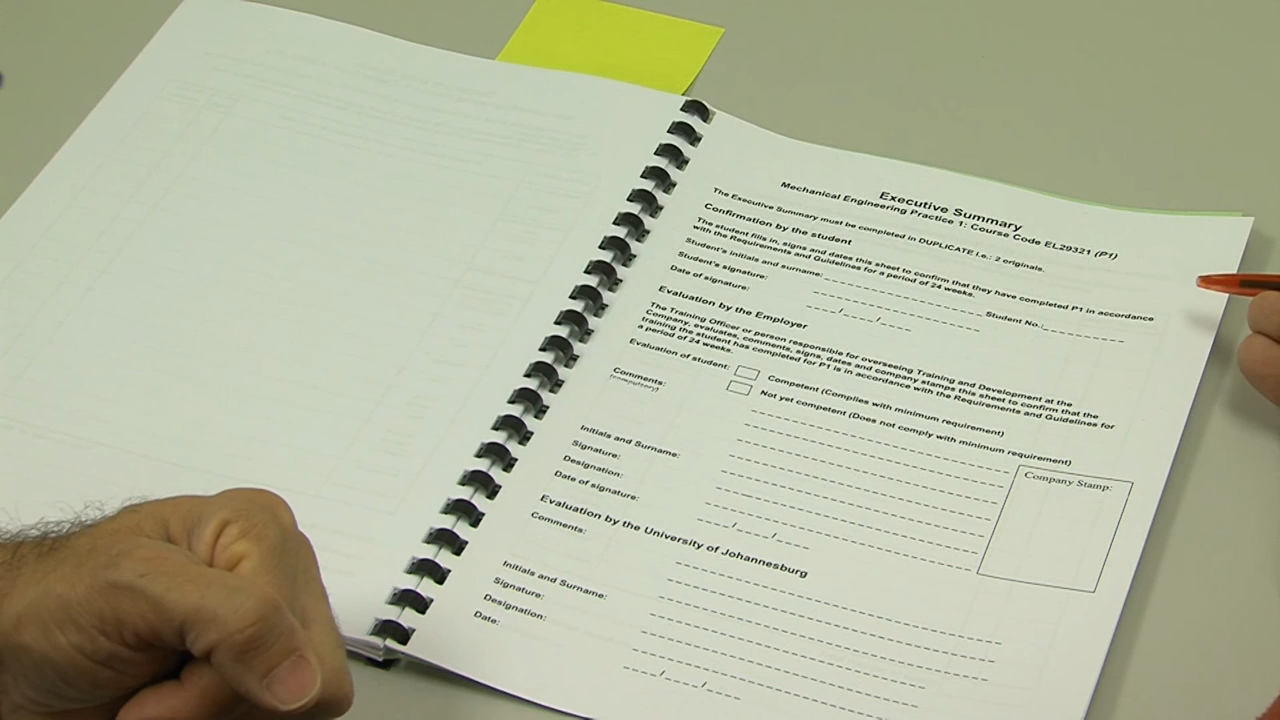 Executive Summary
Mechanical Engineering Practice 1: Course Code EL29321 (P1)
The Executive Summary must be completed in DUPLICATE i.e.: 2 originals.
Confirmation by the student
The student fills in, signs and dates this sheet to confirm that they have completed P1 in accordance
with the Requirements and Guidelines for a period of 24 weeks.
Student's initials and surname: Student No.:
Student's signature:
Date of signature: / /
Evaluation by the Employer
The Training Officer or person responsible for overseeing Training and Development at the
Company, evaluates, comments, signs, dates and company stamps this sheet to confirm that the
training the student has completed for P1 is in accordance with the Requirements and Guidelines for
a period of 24 weeks.
Evaluation of student: Competent (Complies with minimum requirement)
Not yet competent (Does not comply with minimum requirement)
Comments:
(compulsory)
Company Stamp:
Initials and Surname:
Signature:
Designation:
Date of signature: / /
Evaluation by the University of Johannesburg
Comments:
Initials and Surname:
Signature:
Designation:
Date: / /